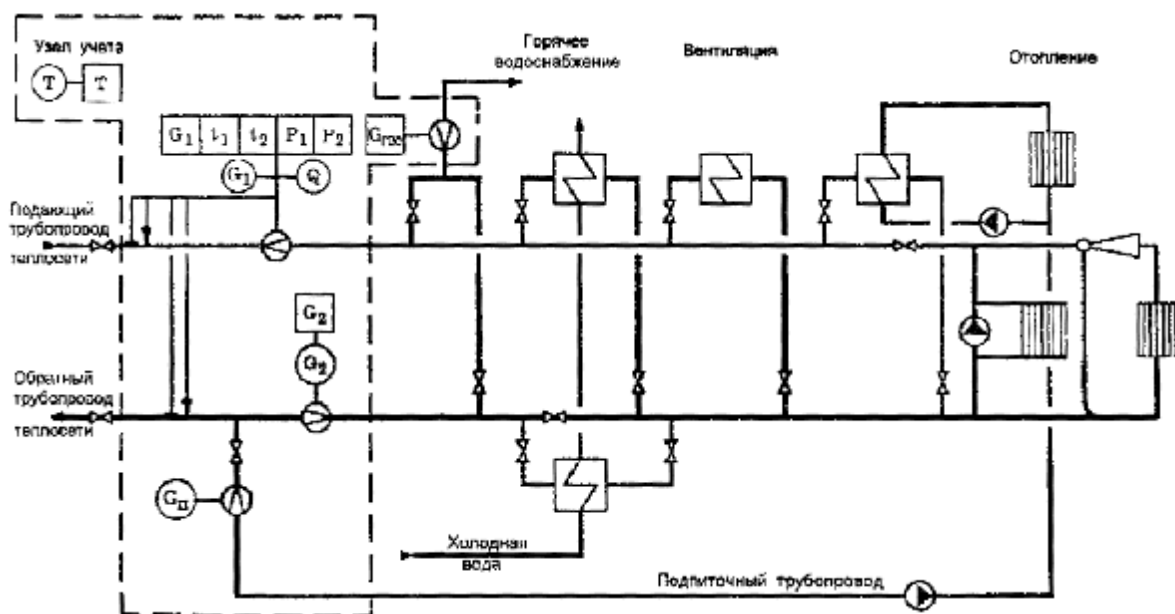 Узел учета
Горячее
водоснабжение
Вентиляция
Отопление
T T
G₁ t₁ t₂ P₁ P₂
Gгвс
G₁ Q
Подающий
трубопровод
теплосети
G₂
G₂
Обратный
трубопровод
теплосети
Gп
Холодная
вода
Подпиточный трубопровод